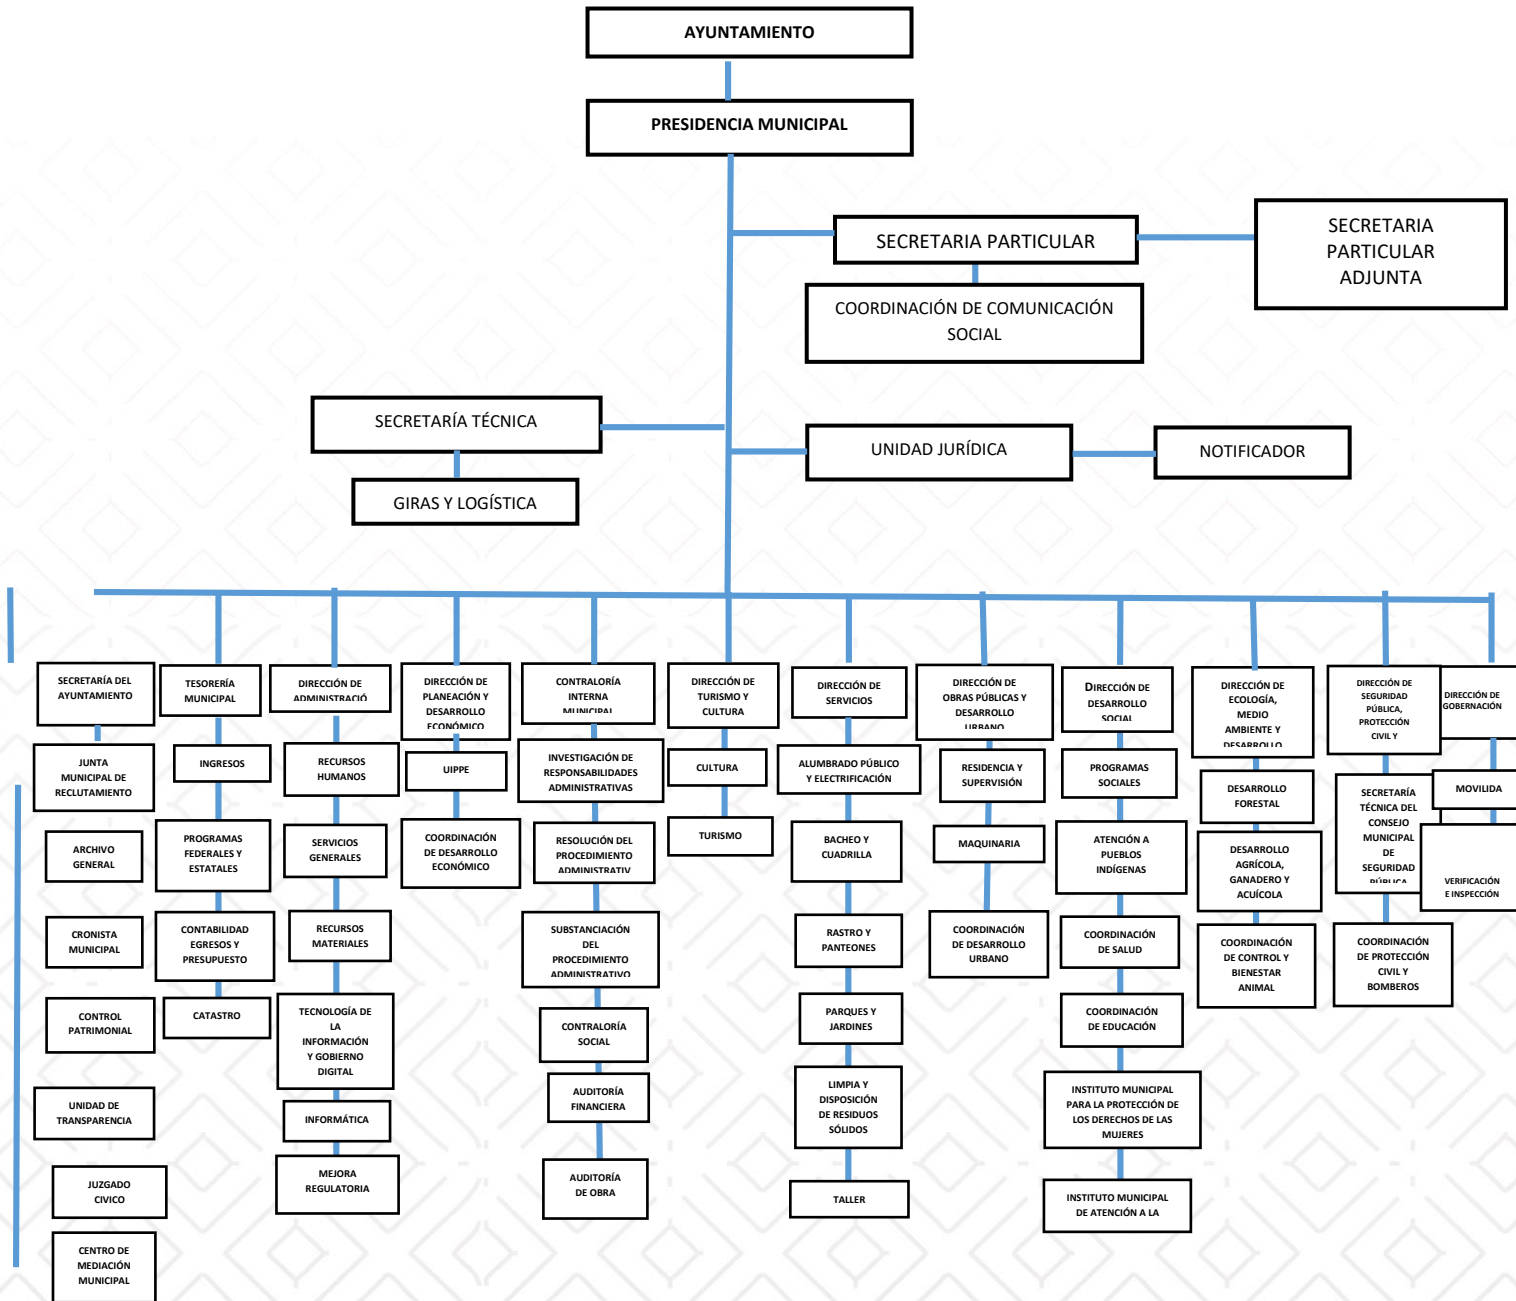 AYUNTAMIENTO
PRESIDENCIA MUNICIPAL
SECRETARIA PARTICULAR
SECRETARIA
PARTICULAR
ADJUNTA
COORDINACIÓN DE COMUNICACIÓN
SOCIAL
SECRETARÍA TÉCNICA
GIRAS Y LOGÍSTICA
UNIDAD JURÍDICA
NOTIFICADOR
SECRETARÍA DEL
AYUNTAMIENTO
JUNTA
MUNICIPAL DE
RECLUTAMIENTO
ARCHIVO
GENERAL
CRONISTA
MUNICIPAL
CONTROL
PATRIMONIAL
UNIDAD DE
TRANSPARENCIA
JUZGADO
CIVICO
CENTRO DE
MEDIACIÓN
MUNICIPAL
TESORERÍA
MUNICIPAL
INGRESOS
PROGRAMAS
FEDERALES Y
ESTATALES
CONTABILIDAD
EGRESOS Y
PRESUPUESTO
CATASTRO
DIRECCIÓN DE
ADMINISTRACIÓ
RECURSOS
HUMANOS
SERVICIOS
GENERALES
RECURSOS
MATERIALES
TECNOLOGÍA DE
LA
INFORMACIÓN
Y GOBIERNO
DIGITAL
INFORMÁTICA
MEJORA
REGULATORIA
DIRECCIÓN DE
PLANEACIÓN Y
DESARROLLO
ECONÓMICO
UIPPE
COORDINACIÓN
DE DESARROLLO
ECONÓMICO
CONTRALORÍA
INTERNA
MUNICIPAL
INVESTIGACIÓN DE
RESPONSABILIDADES
ADMINISTRATIVAS
RESOLUCIÓN DEL
PROCEDIMIENTO
ADMINISTRATIV
SUBSTANCIACIÓN
DEL
PROCEDIMIENTO
ADMINISTRATIVO
CONTRALORÍA
SOCIAL
AUDITORÍA
FINANCIERA
AUDITORÍA
DE OBRA
DIRECCIÓN DE
TURISMO Y
CULTURA
CULTURA
TURISMO
DIRECCIÓN DE
SERVICIOS
ALUMBRADO PÚBLICO
Y ELECTRIFICACIÓN
BACHEO Y
CUADRILLA
RASTRO Y
PANTEONES
PARQUES Y
JARDINES
LIMPIA Y
DISPOSICIÓN
DE RESIDUOS
SÓLIDOS
TALLER
DIRECCIÓN DE
OBRAS PÚBLICAS Y
DESARROLLO
URBANO
RESIDENCIA Y
SUPERVISIÓN
MAQUINARIA
COORDINACIÓN
DE DESARROLLO
URBANO
DIRECCIÓN DE
DESARROLLO
SOCIAL
PROGRAMAS
SOCIALES
ATENCIÓN A
PUEBLOS
INDÍGENAS
COORDINACIÓN
DE SALUD
COORDINACIÓN
DE EDUCACIÓN
INSTITUTO MUNICIPAL
PARA LA PROTECCIÓN DE
LOS DERECHOS DE LAS
MUJERES
INSTITUTO MUNICIPAL
DE ATENCIÓN A LA
DIRECCIÓN DE
ECOLOGÍA,
MEDIO
AMBIENTE Y
DESARROLLO
DESARROLLO
FORESTAL
DESARROLLO
AGRÍCOLA,
GANADERO Y
ACUÍCOLA
COORDINACIÓN
DE CONTROL Y
BIENESTAR
ANIMAL
DIRECCIÓN DE
SEGURIDAD
PÚBLICA,
PROTECCIÓN
CIVIL Y
SECRETARÍA
TÉCNICA DEL
CONSEJO
MUNICIPAL
DE
SEGURIDAD
PÚBLICA
COORDINACIÓN
DE PROTECCIÓN
CIVIL Y
BOMBEROS
DIRECCIÓN DE
GOBERNACIÓN
MOVILIDA
VERIFICACIÓN
E INSPECCIÓN